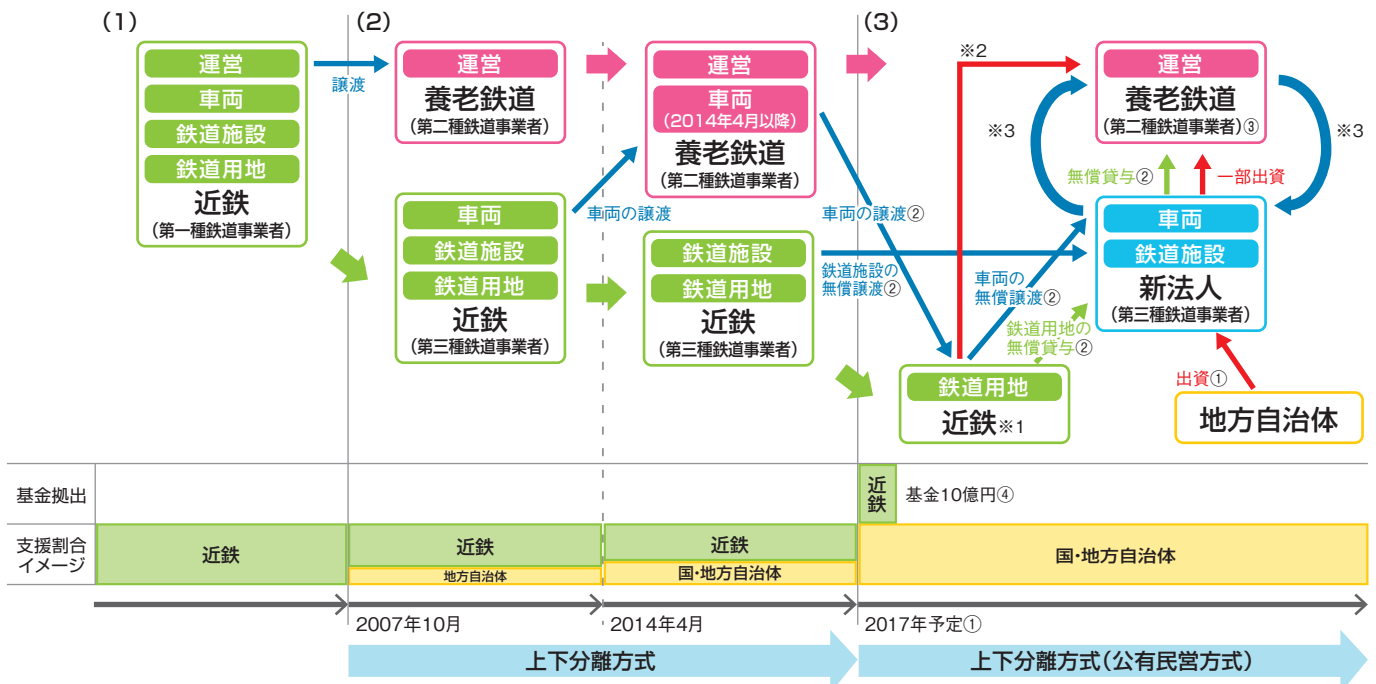 (1)
運営
車両
鉄道施設
鉄道用地
近鉄
(第一種鉄道事業者)
譲渡
(2)
運営
養老鉄道
(第二種鉄道事業者)
車両
鉄道施設
鉄道用地
近鉄
(第三種鉄道事業者)
車両の譲渡
運営
車両
(2014年4月以降)
養老鉄道
(第二種鉄道事業者)
鉄道施設
鉄道用地
近鉄
(第三種鉄道事業者)
車両の譲渡②
鉄道施設の
無償譲渡②
(3)
※2
運営
養老鉄道
(第二種鉄道事業者)③
※3
※3
無償貸与②
一部出資
車両
鉄道施設
新法人
(第三種鉄道事業者)
車両の
無償譲渡②
鉄道用地の
無償貸与②
鉄道用地
近鉄※1
出資①
地方自治体
基金拠出
近鉄
基金10億円④
支援割合
イメージ
近鉄
近鉄
地方自治体
近鉄
国・地方自治体
国・地方自治体
2007年10月
2014年4月
2017年予定①
上下分離方式
上下分離方式(公有民営方式)